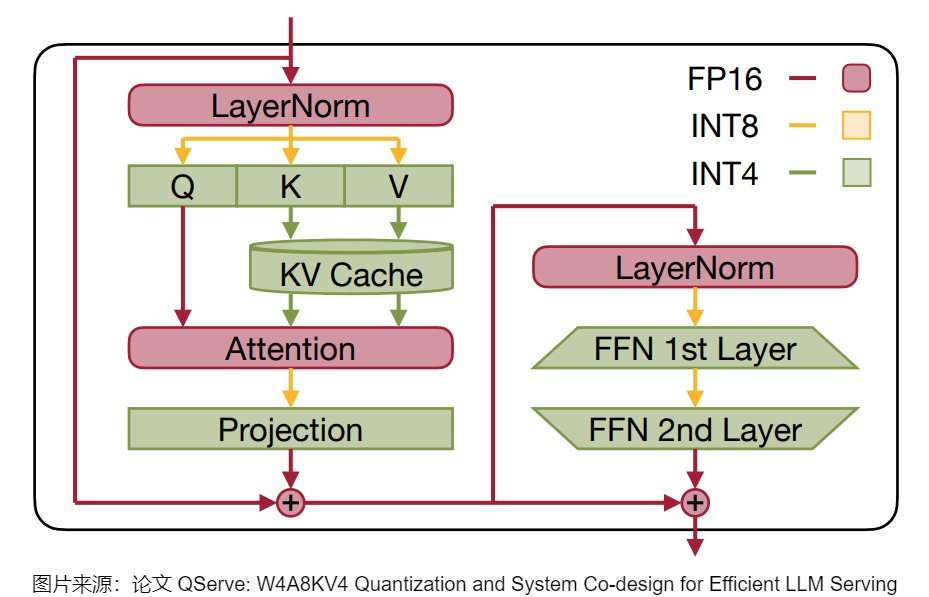 LayerNorm
Q K V
KV Cache
Attention
Projection
+
FP16
INT8
INT4
LayerNorm
FFN 1st Layer
FFN 2nd Layer
+
图片来源：论文 QServe: W4A8KV4 Quantization and System Co-design for Efficient LLM Serving